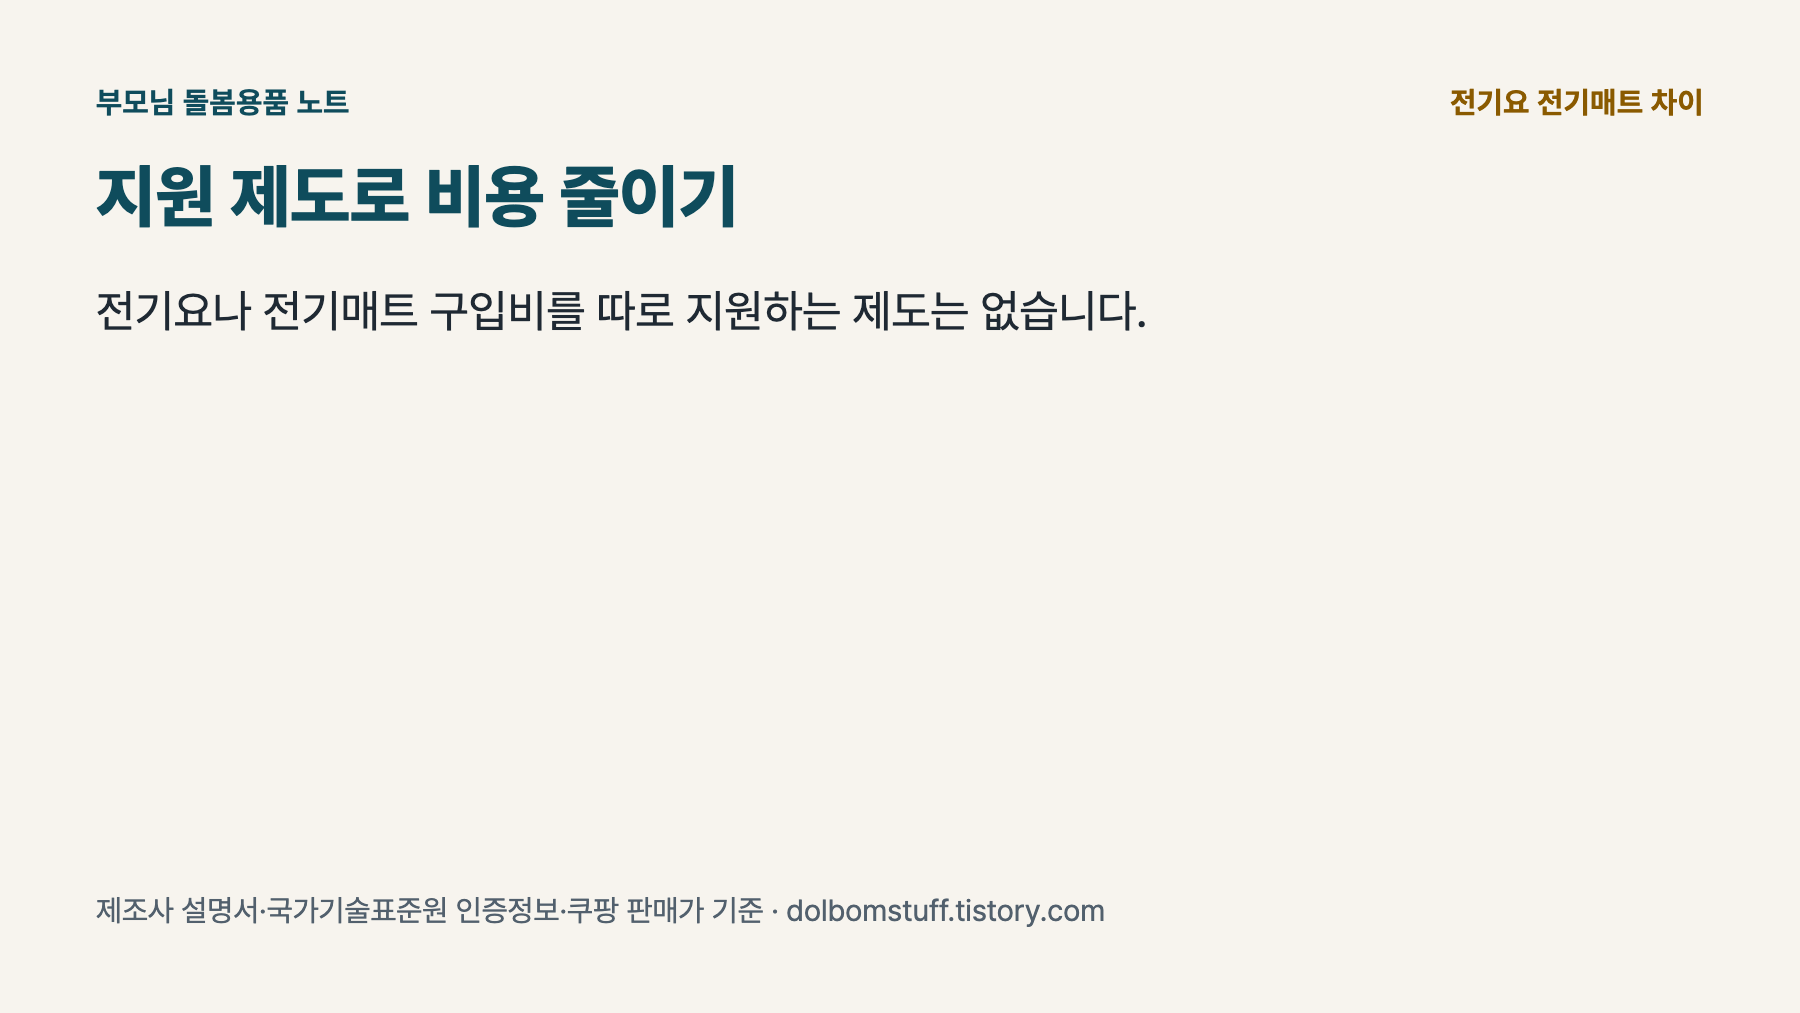 부모님 돌봄용품 노트
전기요 전기매트 차이
지원 제도로 비용 줄이기
전기요나 전기매트 구입비를 따로 지원하는 제도는 없습니다.
제조사 설명서·국가기술표준원 인증정보·쿠팡 판매가 기준 · dolbomstuff.tistory.com